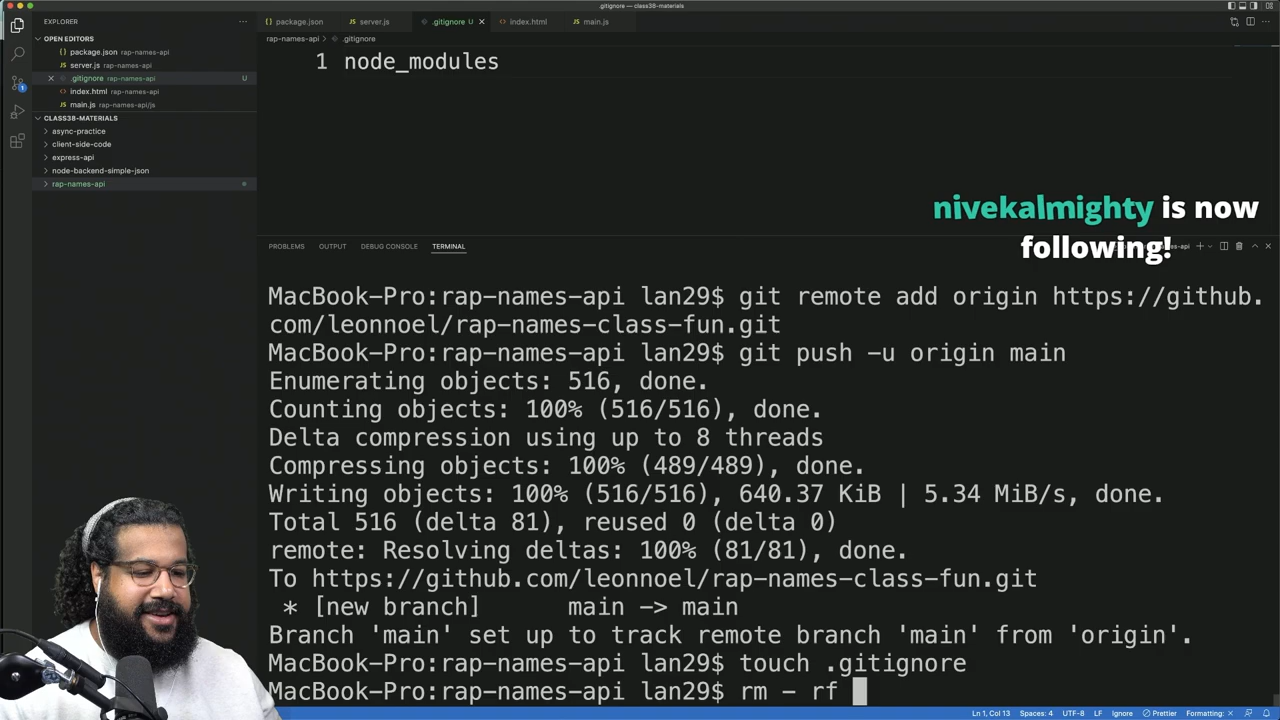 .gitignore — class38-materials
EXPLORER
OPEN EDITORS
package.json rap-names-api
server.js rap-names-api
.gitignore rap-names-api U
index.html rap-names-api
main.js rap-names-api/js
CLASS38-MATERIALS
async-practice
client-side-code
express-api
node-backend-simple-json
rap-names-api
1
package.json
server.js
.gitignore U
index.html
main.js
rap-names-api > .gitignore
1 node_modules
nivekalmighty is now
following!
PROBLEMS OUTPUT DEBUG CONSOLE TERMINAL
MacBook-Pro:rap-names-api lan29$ git remote add origin https://github.
com/leonnoel/rap-names-class-fun.git
MacBook-Pro:rap-names-api lan29$ git push -u origin main
Enumerating objects: 516, done.
Counting objects: 100% (516/516), done.
Delta compression using up to 8 threads
Compressing objects: 100% (489/489), done.
Writing objects: 100% (516/516), 640.37 KiB | 5.34 MiB/s, done.
Total 516 (delta 81), reused 0 (delta 0)
remote: Resolving deltas: 100% (81/81), done.
To https://github.com/leonnoel/rap-names-class-fun.git
* [new branch] main -> main
Branch 'main' set up to track remote branch 'main' from 'origin'.
MacBook-Pro:rap-names-api lan29$ touch .gitignore
MacBook-Pro:rap-names-api lan29$ rm - rf
Ln 1, Col 13 Spaces: 4 UTF-8 LF Ignore Prettier Formatting: ×